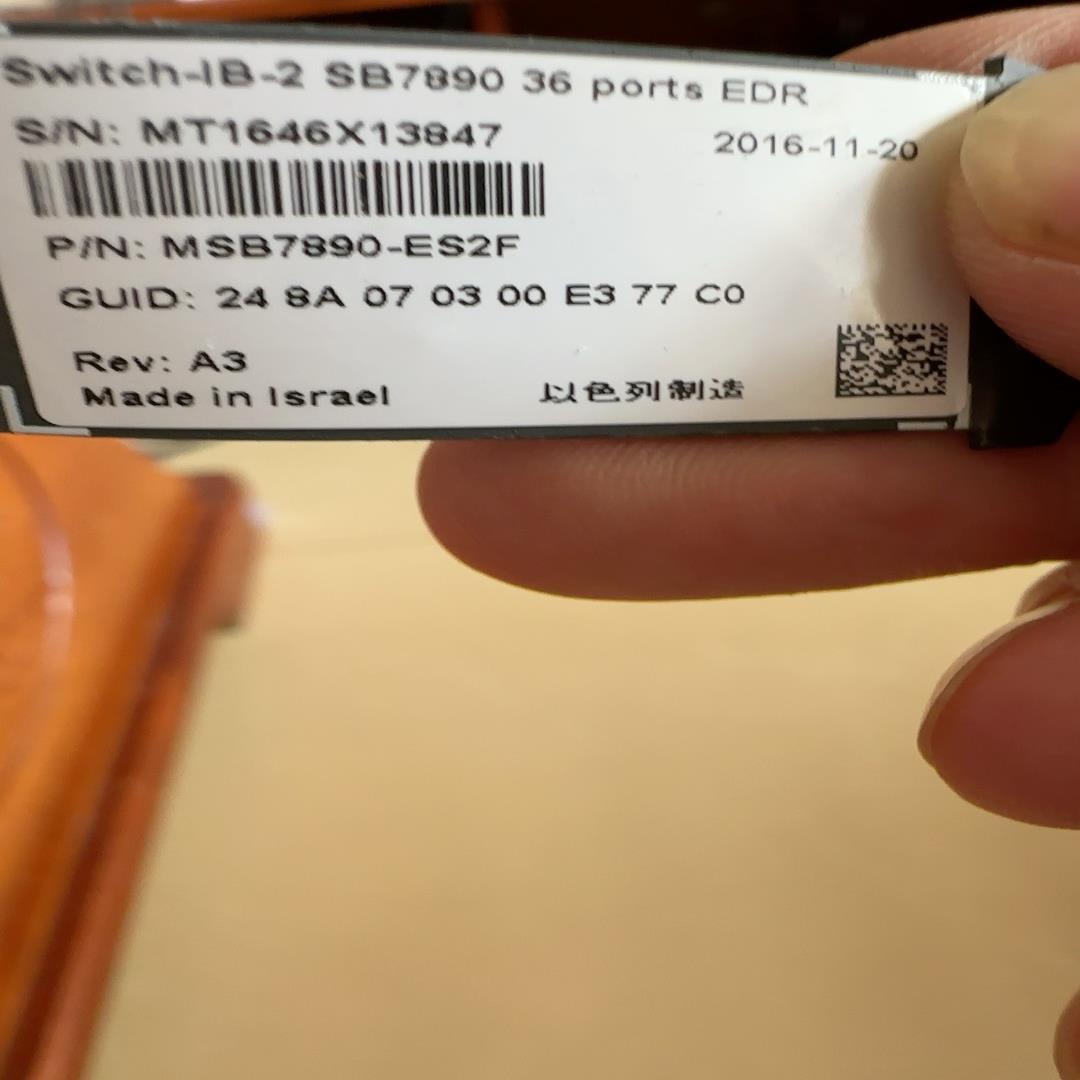 Switch-IB-2 SB7890 36 ports EDR
S/N: MT1646X13847
2016-11-20
P/N: MSB7890-ES2F
GUID: 24 8A 07 03 00 E3 77 C0
Rev: A3
Made in Israel
以色列制造